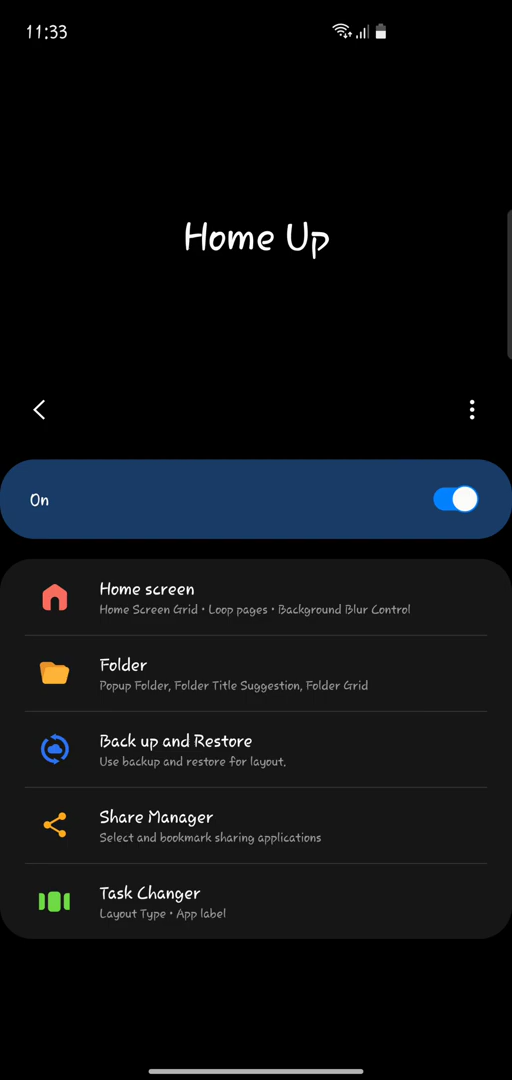 11:33
Home Up
On
Home screen
Home Screen Grid • Loop pages • Background Blur Control
Folder
Popup Folder, Folder Title Suggestion, Folder Grid
Back up and Restore
Use backup and restore for layout.
Share Manager
Select and bookmark sharing applications
Task Changer
Layout Type • App label